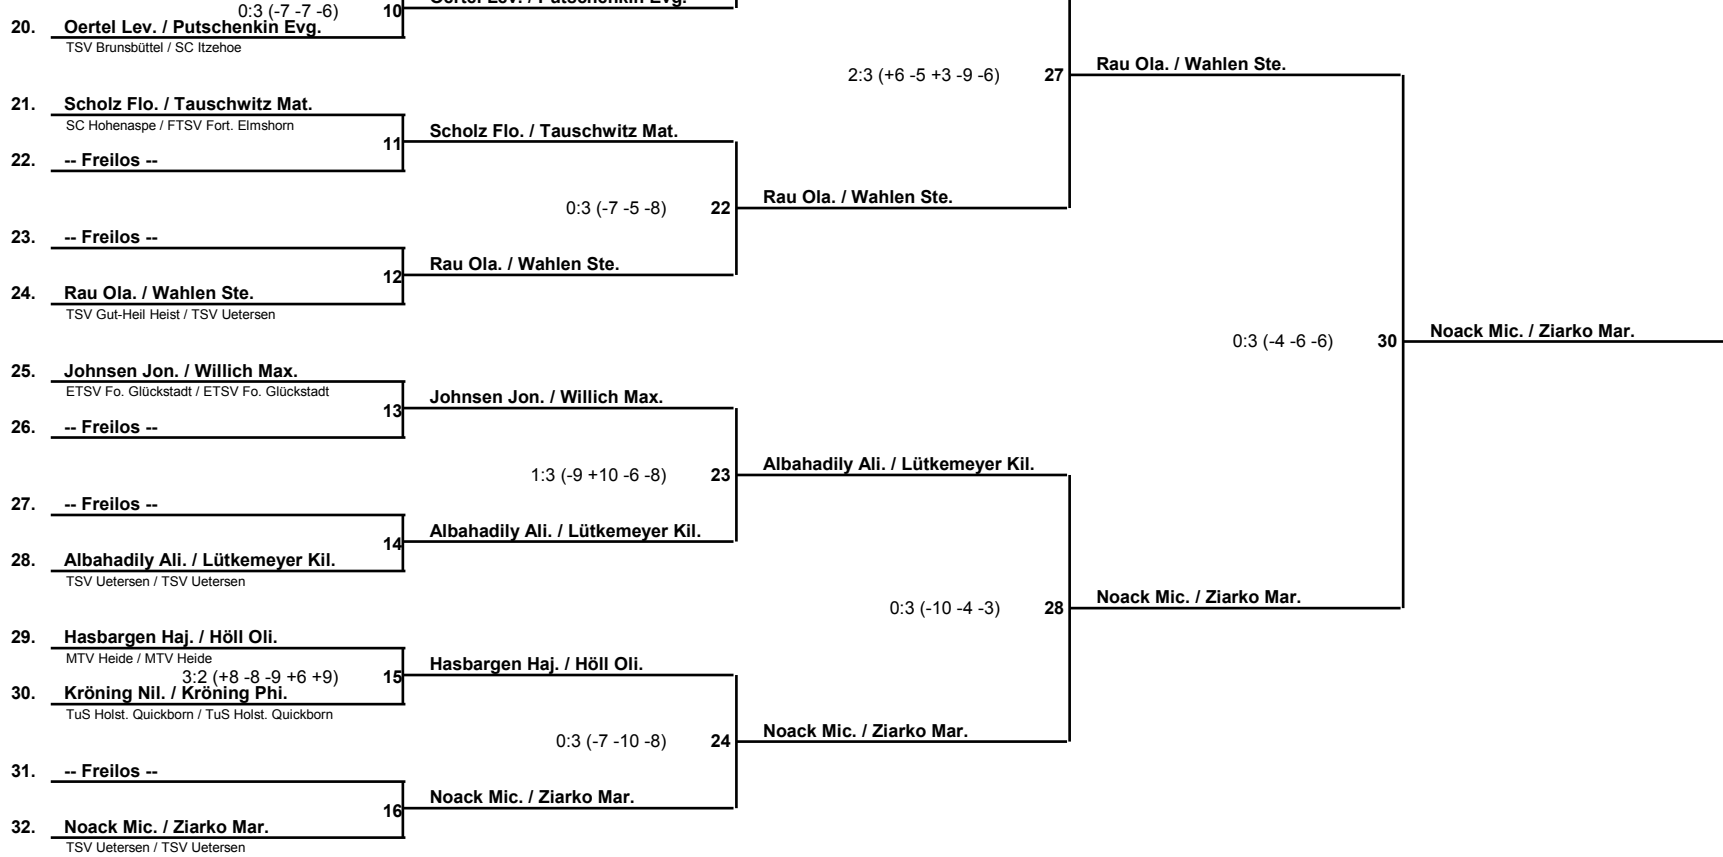 Oertel Lev. / Putschenkin Evg.
0:3 (-7 -7 -6) 10
20. Oertel Lev. / Putschenkin Evg.
TSV Brunsbüttel / SC Itzehoe
2:3 (+6 -5 +3 -9 -6) 27 Rau Ola. / Wahlen Ste.
21. Scholz Flo. / Tauschwitz Mat.
SC Hohenaspe / FTSV Fort. Elmshorn
11 Scholz Flo. / Tauschwitz Mat.
22. -- Freilos --
0:3 (-7 -5 -8) 22 Rau Ola. / Wahlen Ste.
23. -- Freilos --
12 Rau Ola. / Wahlen Ste.
24. Rau Ola. / Wahlen Ste.
TSV Gut-Heil Heist / TSV Uetersen
0:3 (-4 -6 -6) 30 Noack Mic. / Ziarko Mar.
25. Johnsen Jon. / Willich Max.
ETSV Fo. Glückstadt / ETSV Fo. Glückstadt
13 Johnsen Jon. / Willich Max.
26. -- Freilos --
1:3 (-9 +10 -6 -8) 23 Albahadily Ali. / Lütkemeyer Kil.
27. -- Freilos --
14 Albahadily Ali. / Lütkemeyer Kil.
28. Albahadily Ali. / Lütkemeyer Kil.
TSV Uetersen / TSV Uetersen
0:3 (-10 -4 -3) 28 Noack Mic. / Ziarko Mar.
29. Hasbargen Haj. / Höll Oli.
MTV Heide / MTV Heide
3:2 (+8 -8 -9 +6 +9) 15 Hasbargen Haj. / Höll Oli.
30. Kröning Nil. / Kröning Phi.
TuS Holst. Quickborn / TuS Holst. Quickborn
0:3 (-7 -10 -8) 24 Noack Mic. / Ziarko Mar.
31. -- Freilos --
16 Noack Mic. / Ziarko Mar.
32. Noack Mic. / Ziarko Mar.
TSV Uetersen / TSV Uetersen